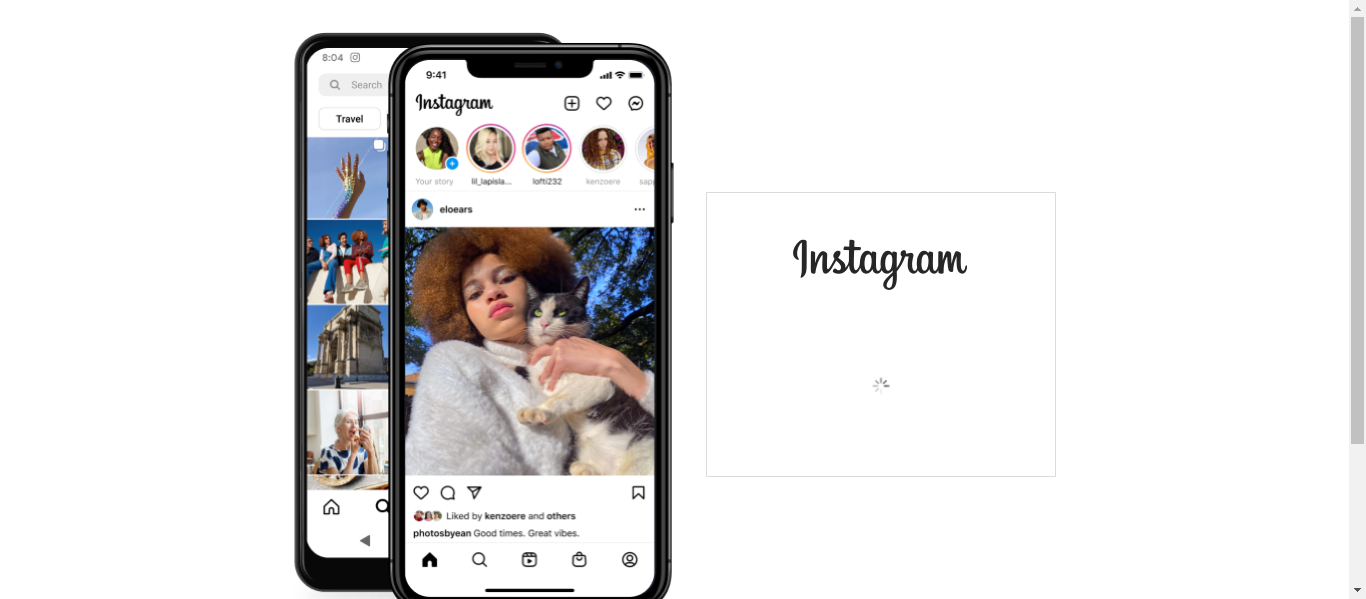 8:04
Search
Travel
9:41
Instagram
Your story
lil_lapisla...
lofti232
kenzoere
sapp
eloears
Liked by kenzoere and others
photosbyean Good times. Great vibes.
Instagram